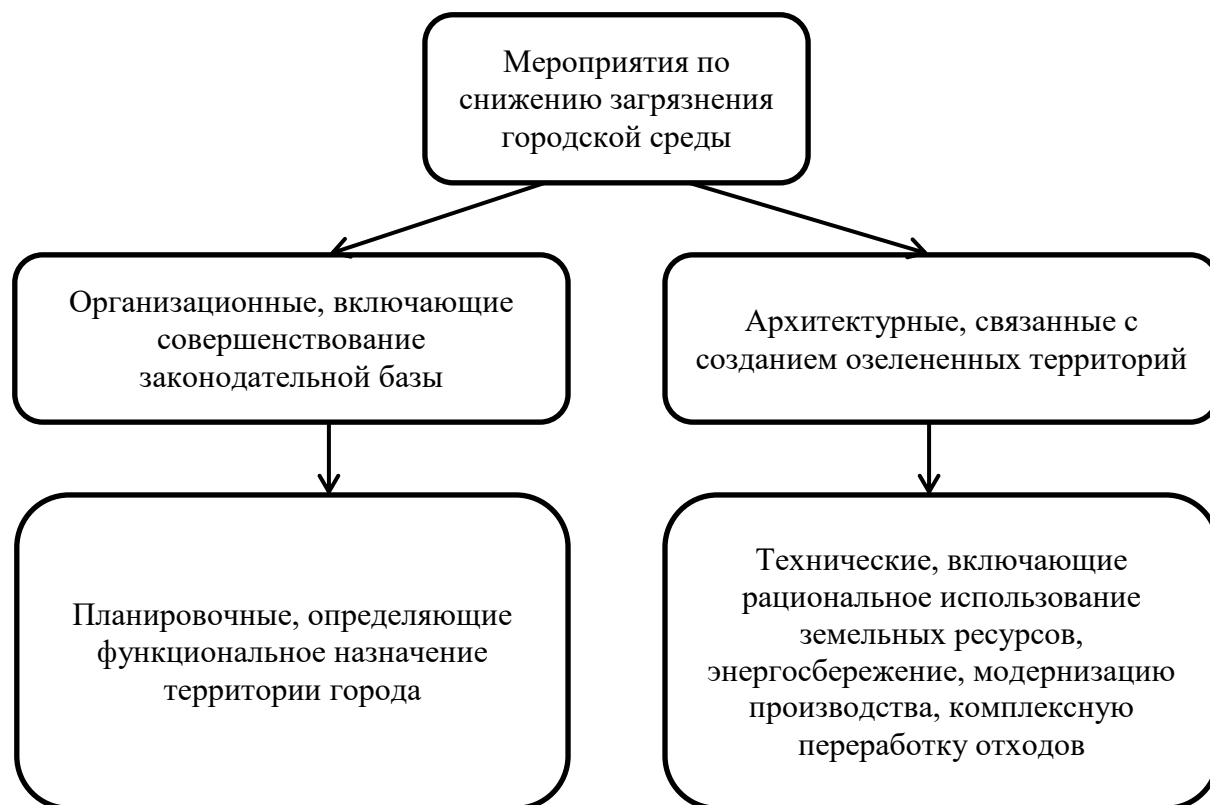 Мероприятия по
снижению загрязнения
городской среды
Организационные, включающие
совершенствование
законодательной базы
Архитектурные, связанные с
созданием озелененных территорий
Планировочные, определяющие
функциональное назначение
территории города
Технические, включающие
рациональное использование
земельных ресурсов,
энергосбережение, модернизацию
производства, комплексную
переработку отходов